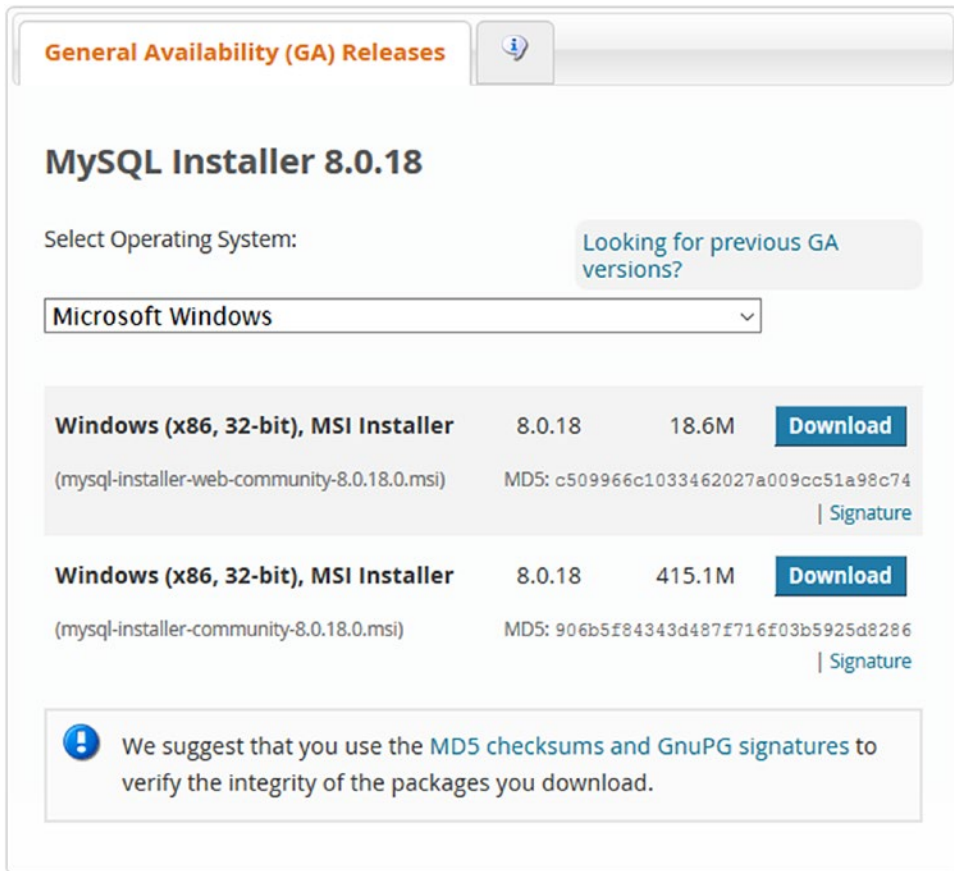 General Availability (GA) Releases
MySQL Installer 8.0.18
Select Operating System:
Looking for previous GA
versions?
Microsoft Windows
Windows (x86, 32-bit), MSI Installer 8.0.18 18.6M Download
(mysql-installer-web-community-8.0.18.0.msi) MD5: c509966c1033462027a009cc51a98c74
| Signature
Windows (x86, 32-bit), MSI Installer 8.0.18 415.1M Download
(mysql-installer-community-8.0.18.0.msi) MD5: 906b5f84343d487f716f03b5925d8286
| Signature
We suggest that you use the MD5 checksums and GnuPG signatures to
verify the integrity of the packages you download.